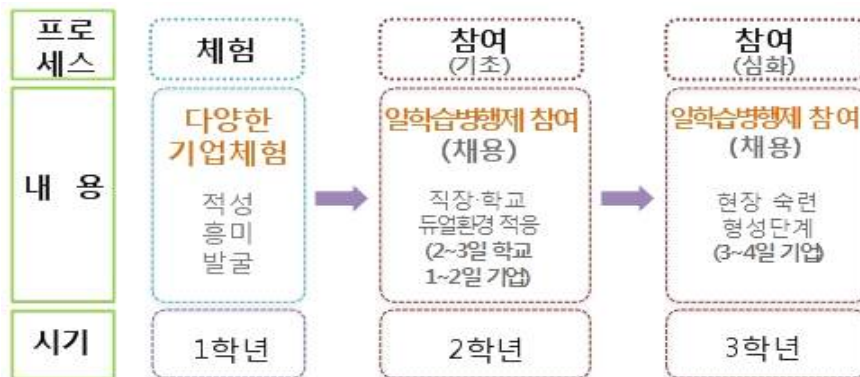 프로
세스
체험
참여
(기초)
참여
(심화)
내 용
다양한
기업체험
적성
흥미
발굴
일학습병행제 참여
(채용)
직장·학교
듀얼환경 적응
(2~3일 학교
1~2일 기업)
일학습병행제 참여
(채용)
현장 숙련
형성단계
(3~4일 기업)
시기
1학년
2학년
3학년